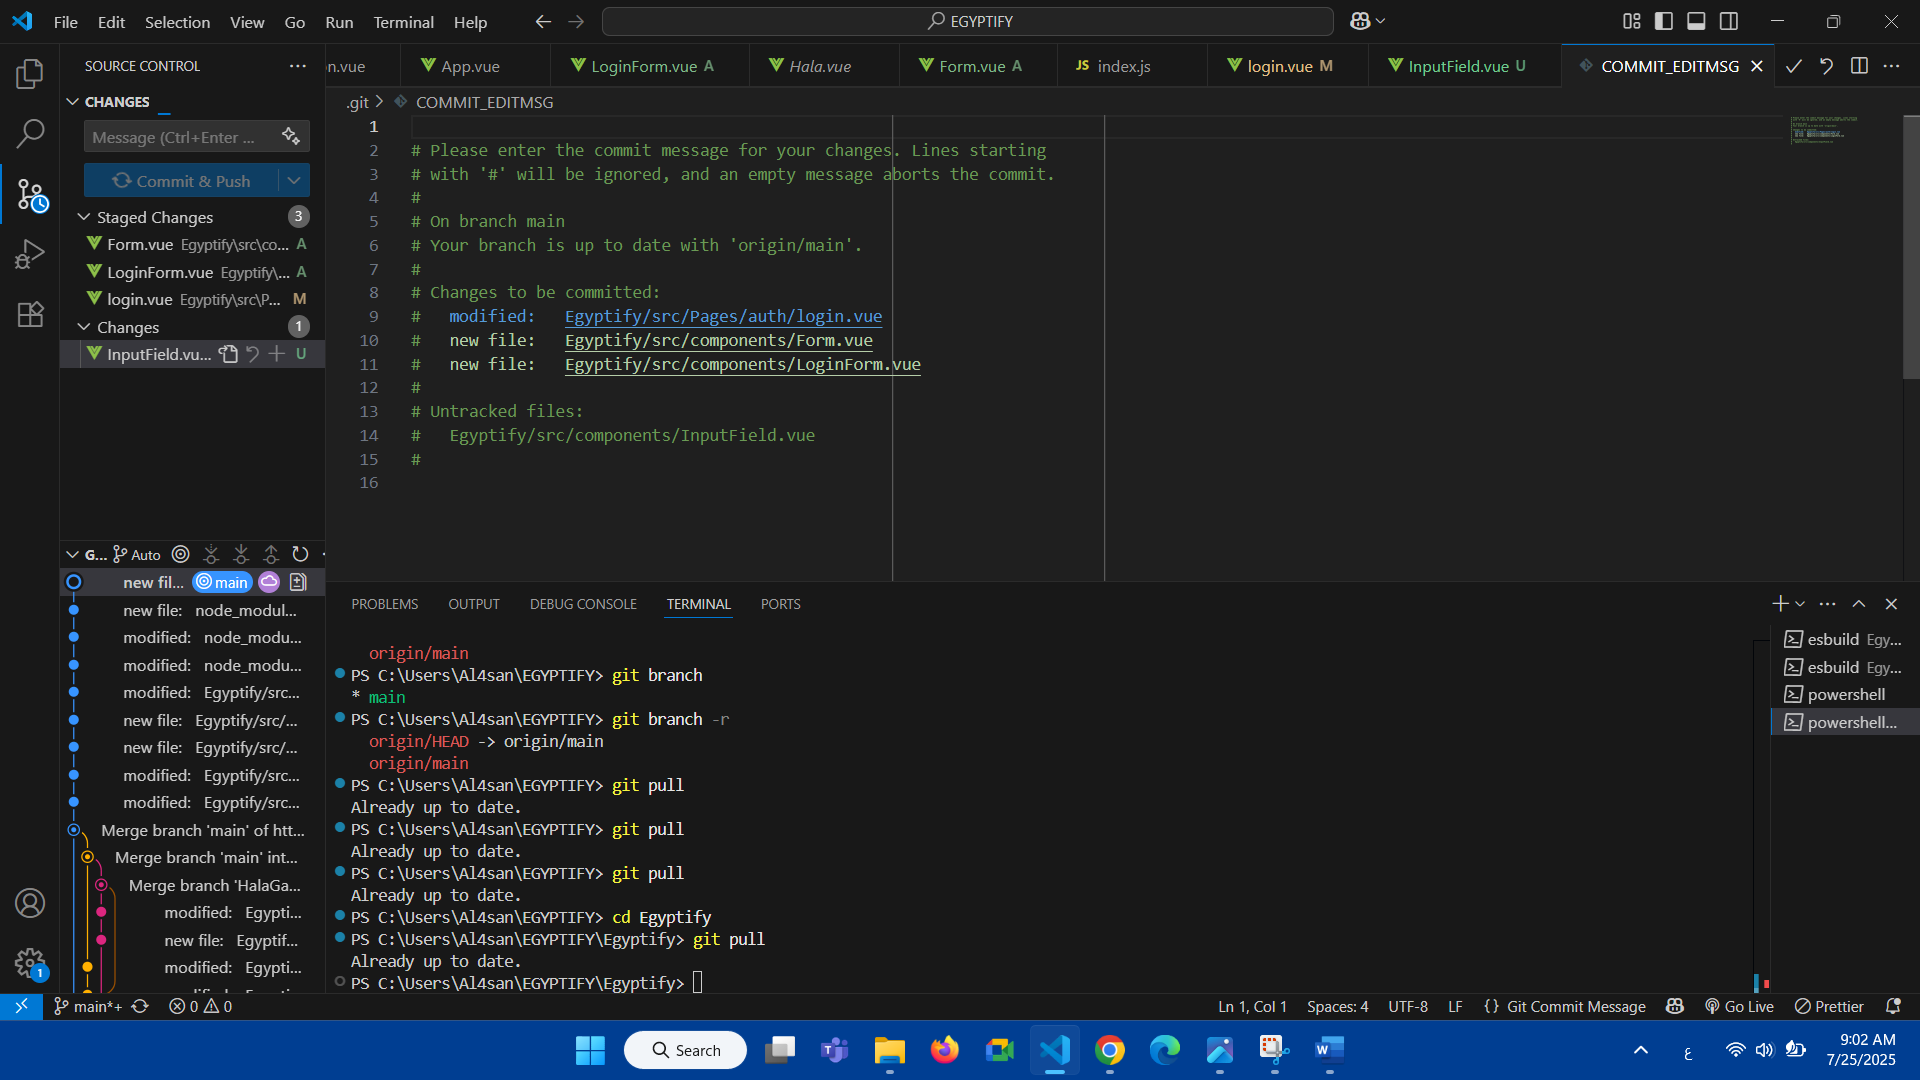 File Edit Selection View Go Run Terminal Help
EGYPTIFY
SOURCE CONTROL
n.vue
App.vue
LoginForm.vue A
Hala.vue
Form.vue A
JS index.js
login.vue M
InputField.vue U
COMMIT_EDITMSG
CHANGES
Message (Ctrl+Enter ...
Commit & Push
Staged Changes 3
Form.vue Egyptify\src\co... A
LoginForm.vue Egyptify\... A
login.vue Egyptify\src\P... M
Changes 1
InputField.vu... U
G... Auto
new fil... main
new file: node_modul...
modified: node_modu...
modified: node_modu...
modified: Egyptify/src...
new file: Egyptify/src/...
new file: Egyptify/src/...
modified: Egyptify/src...
modified: Egyptify/src...
Merge branch 'main' of htt...
Merge branch 'main' int...
Merge branch 'HalaGa...
modified: Egypti...
new file: Egyptif...
modified: Egypti...
.git > COMMIT_EDITMSG
1
2 # Please enter the commit message for your changes. Lines starting
3 # with '#' will be ignored, and an empty message aborts the commit.
4 #
5 # On branch main
6 # Your branch is up to date with 'origin/main'.
7 #
8 # Changes to be committed:
9 # modified: Egyptify/src/Pages/auth/login.vue
10 # new file: Egyptify/src/components/Form.vue
11 # new file: Egyptify/src/components/LoginForm.vue
12 #
13 # Untracked files:
14 # Egyptify/src/components/InputField.vue
15 #
16
PROBLEMS OUTPUT DEBUG CONSOLE TERMINAL PORTS
origin/main
PS C:\Users\Al4san\EGYPTIFY> git branch
* main
PS C:\Users\Al4san\EGYPTIFY> git branch -r
origin/HEAD -> origin/main
origin/main
PS C:\Users\Al4san\EGYPTIFY> git pull
Already up to date.
PS C:\Users\Al4san\EGYPTIFY> git pull
Already up to date.
PS C:\Users\Al4san\EGYPTIFY> git pull
Already up to date.
PS C:\Users\Al4san\EGYPTIFY> cd Egyptify
PS C:\Users\Al4san\EGYPTIFY\Egyptify> git pull
Already up to date.
PS C:\Users\Al4san\EGYPTIFY\Egyptify>
esbuild Egy...
esbuild Egy...
powershell
powershell...
1
main*+ 0 0
Ln 1, Col 1 Spaces: 4 UTF-8 LF {} Git Commit Message Go Live Prettier
Search
ع
9:02 AM
7/25/2025